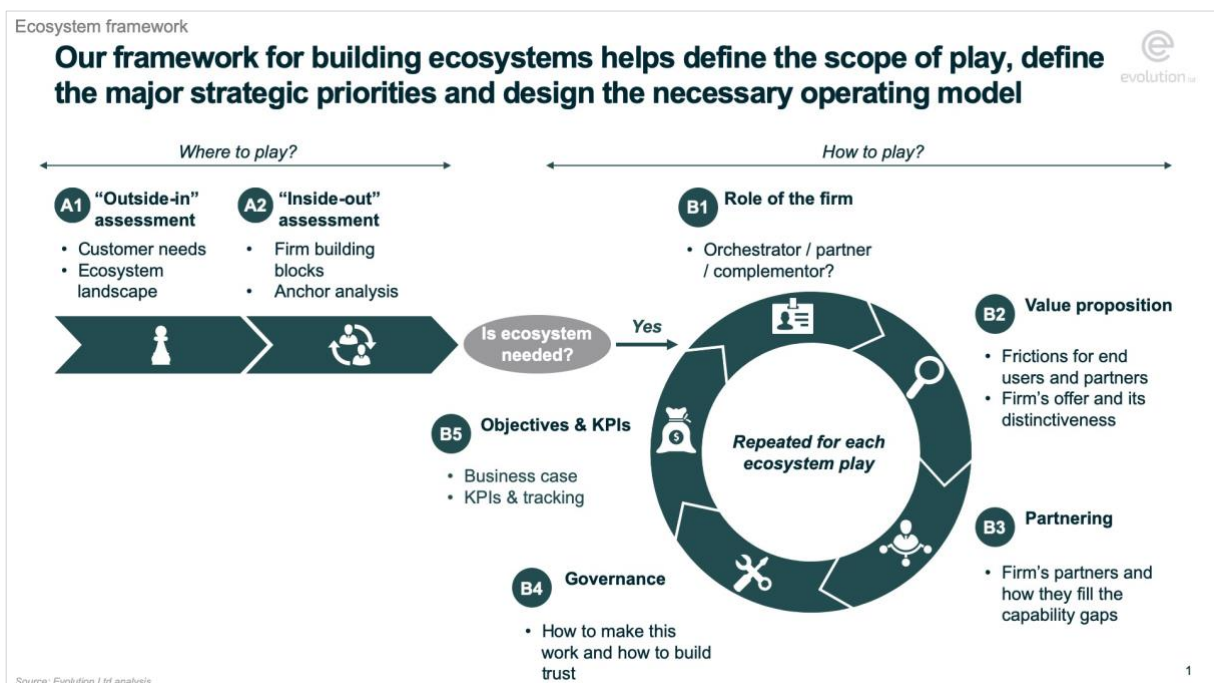 Ecosystem framework
Our framework for building ecosystems helps define the scope of play, define
the major strategic priorities and design the necessary operating model
evolution
Where to play?
How to play?
A1
"Outside-in"
assessment
• Customer needs
• Ecosystem
landscape
A2
"Inside-out"
assessment
• Firm building
blocks
• Anchor analysis
Is ecosystem
needed?
Yes
B1
Role of the firm
• Orchestrator / partner
/ complementor?
B2
Value proposition
• Frictions for end
users and partners
• Firm's offer and its
distinctiveness
B3
Partnering
• Firm's partners and
how they fill the
capability gaps
B4
Governance
• How to make this
work and how to build
trust
B5
Objectives & KPIs
• Business case
• KPIs & tracking
$
Repeated for each
ecosystem play
Source: Evolution Ltd analysis
1